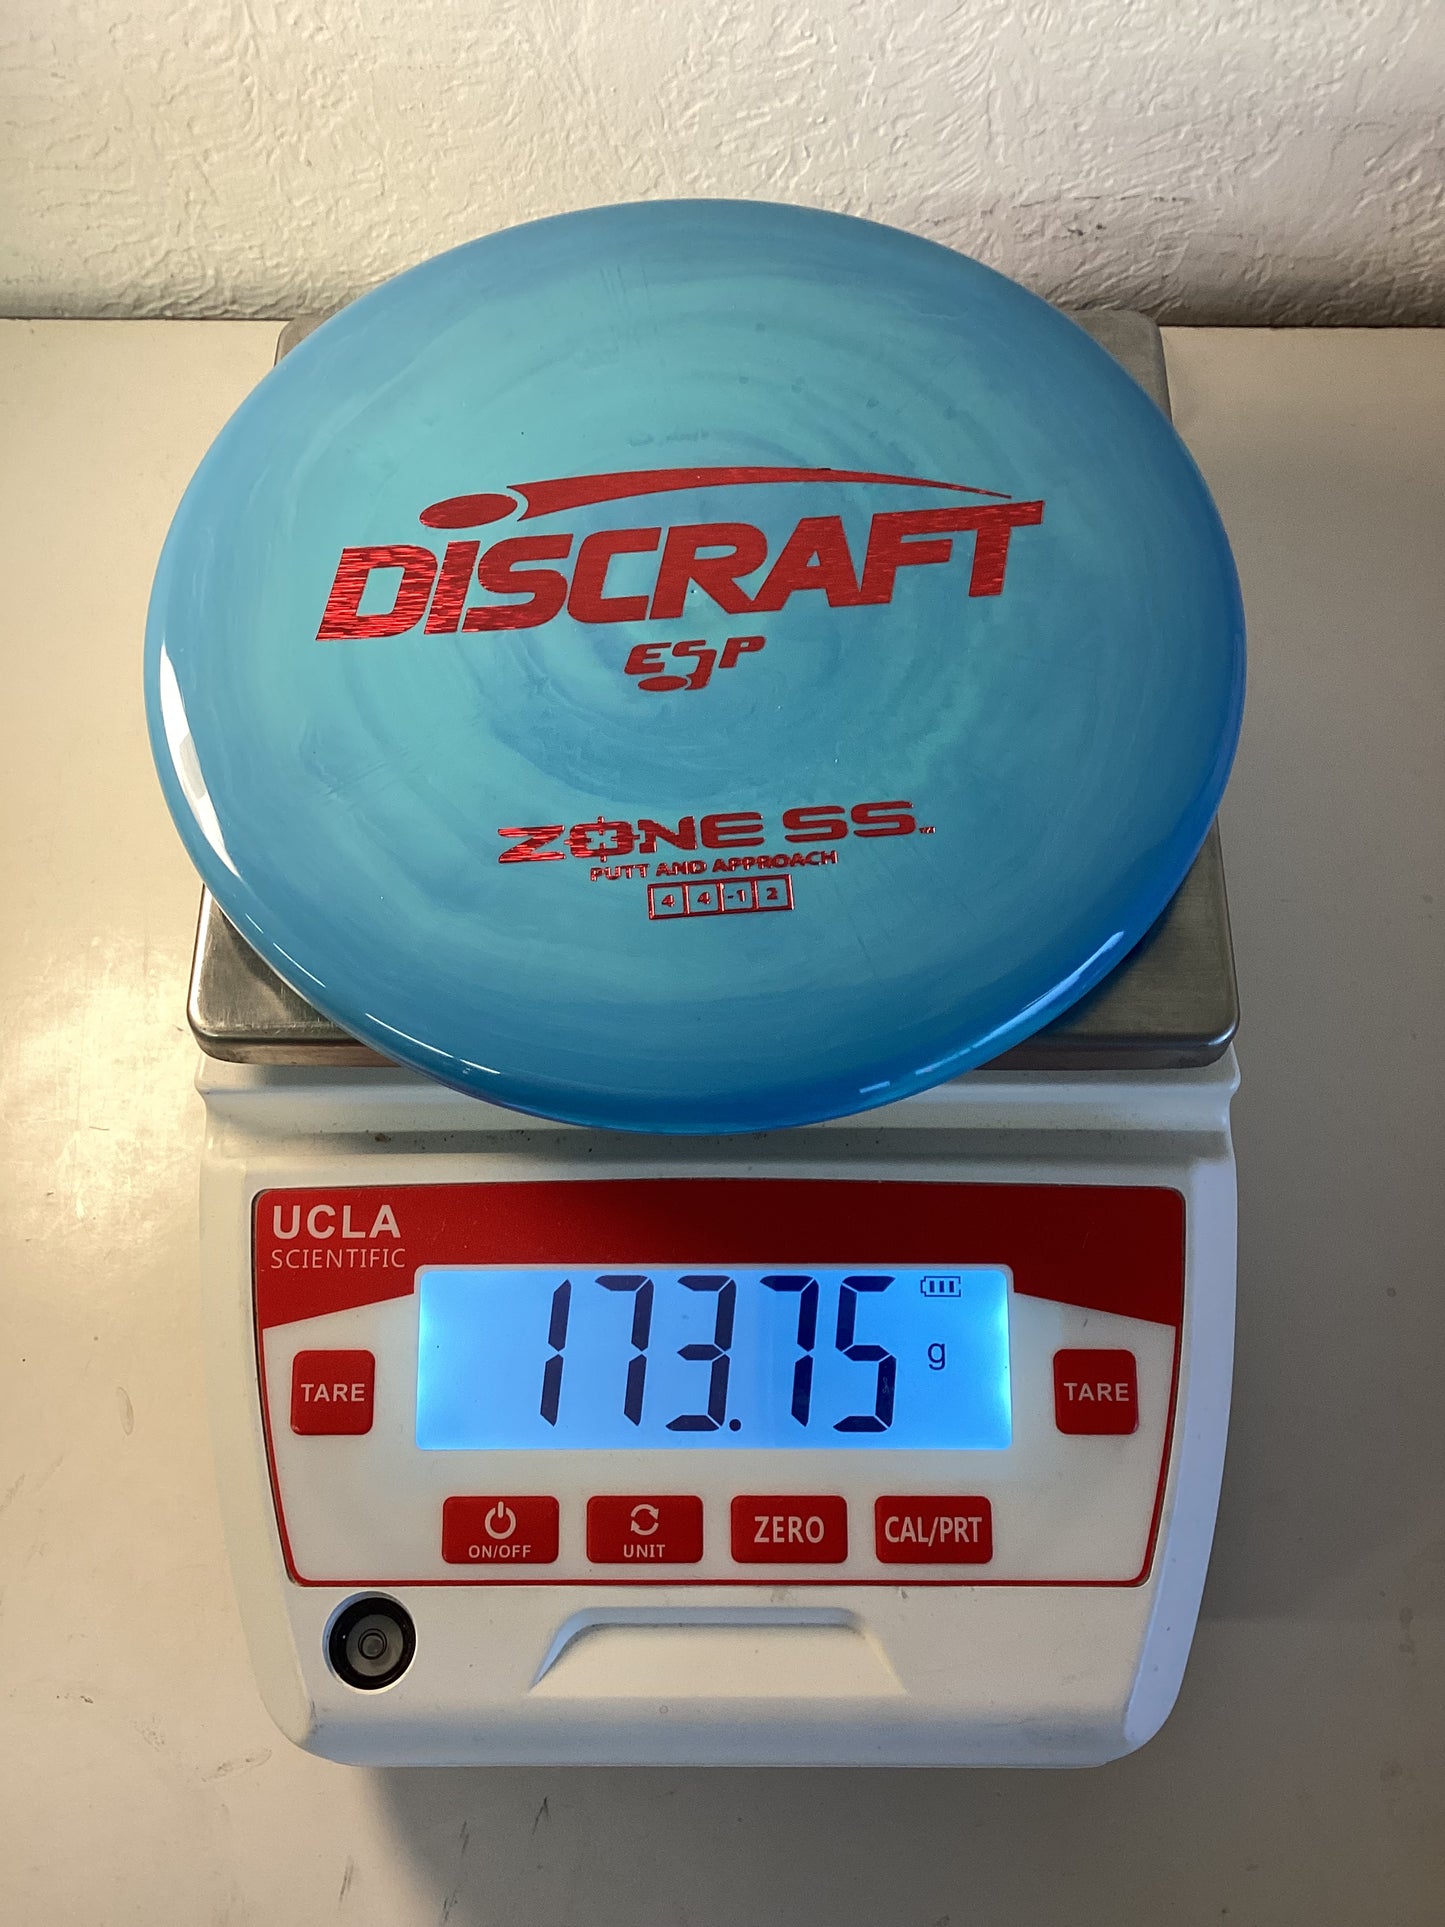 DISCRAFT
ESP
ZONE SS™
PUTT AND APPROACH
4 4 -1 2
UCLA
SCIENTIFIC
173.75 g
TARE
TARE
ON/OFF
UNIT
ZERO
CAL/PRT